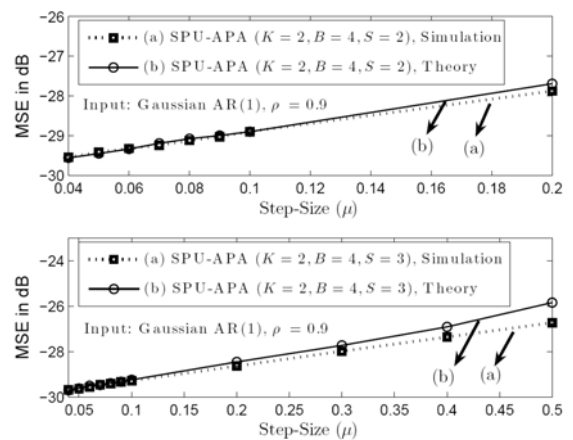 -26
-27
-28
-29
-30
MSE in dB
(a) SPU-APA (K = 2, B = 4, S = 2), Simulation
(b) SPU-APA (K = 2, B = 4, S = 2), Theory
Input: Gaussian AR(1), ρ = 0.9
(b)
(a)
0.04 0.06 0.08 0.1 0.12 0.14 0.16 0.18 0.2
Step-Size (μ)
-24
-26
-28
-30
MSE in dB
(a) SPU-APA (K = 2, B = 4, S = 3), Simulation
(b) SPU-APA (K = 2, B = 4, S = 3), Theory
Input: Gaussian AR(1), ρ = 0.9
(b)
(a)
0.05 0.1 0.15 0.2 0.25 0.3 0.35 0.4 0.45 0.5
Step-Size (μ)